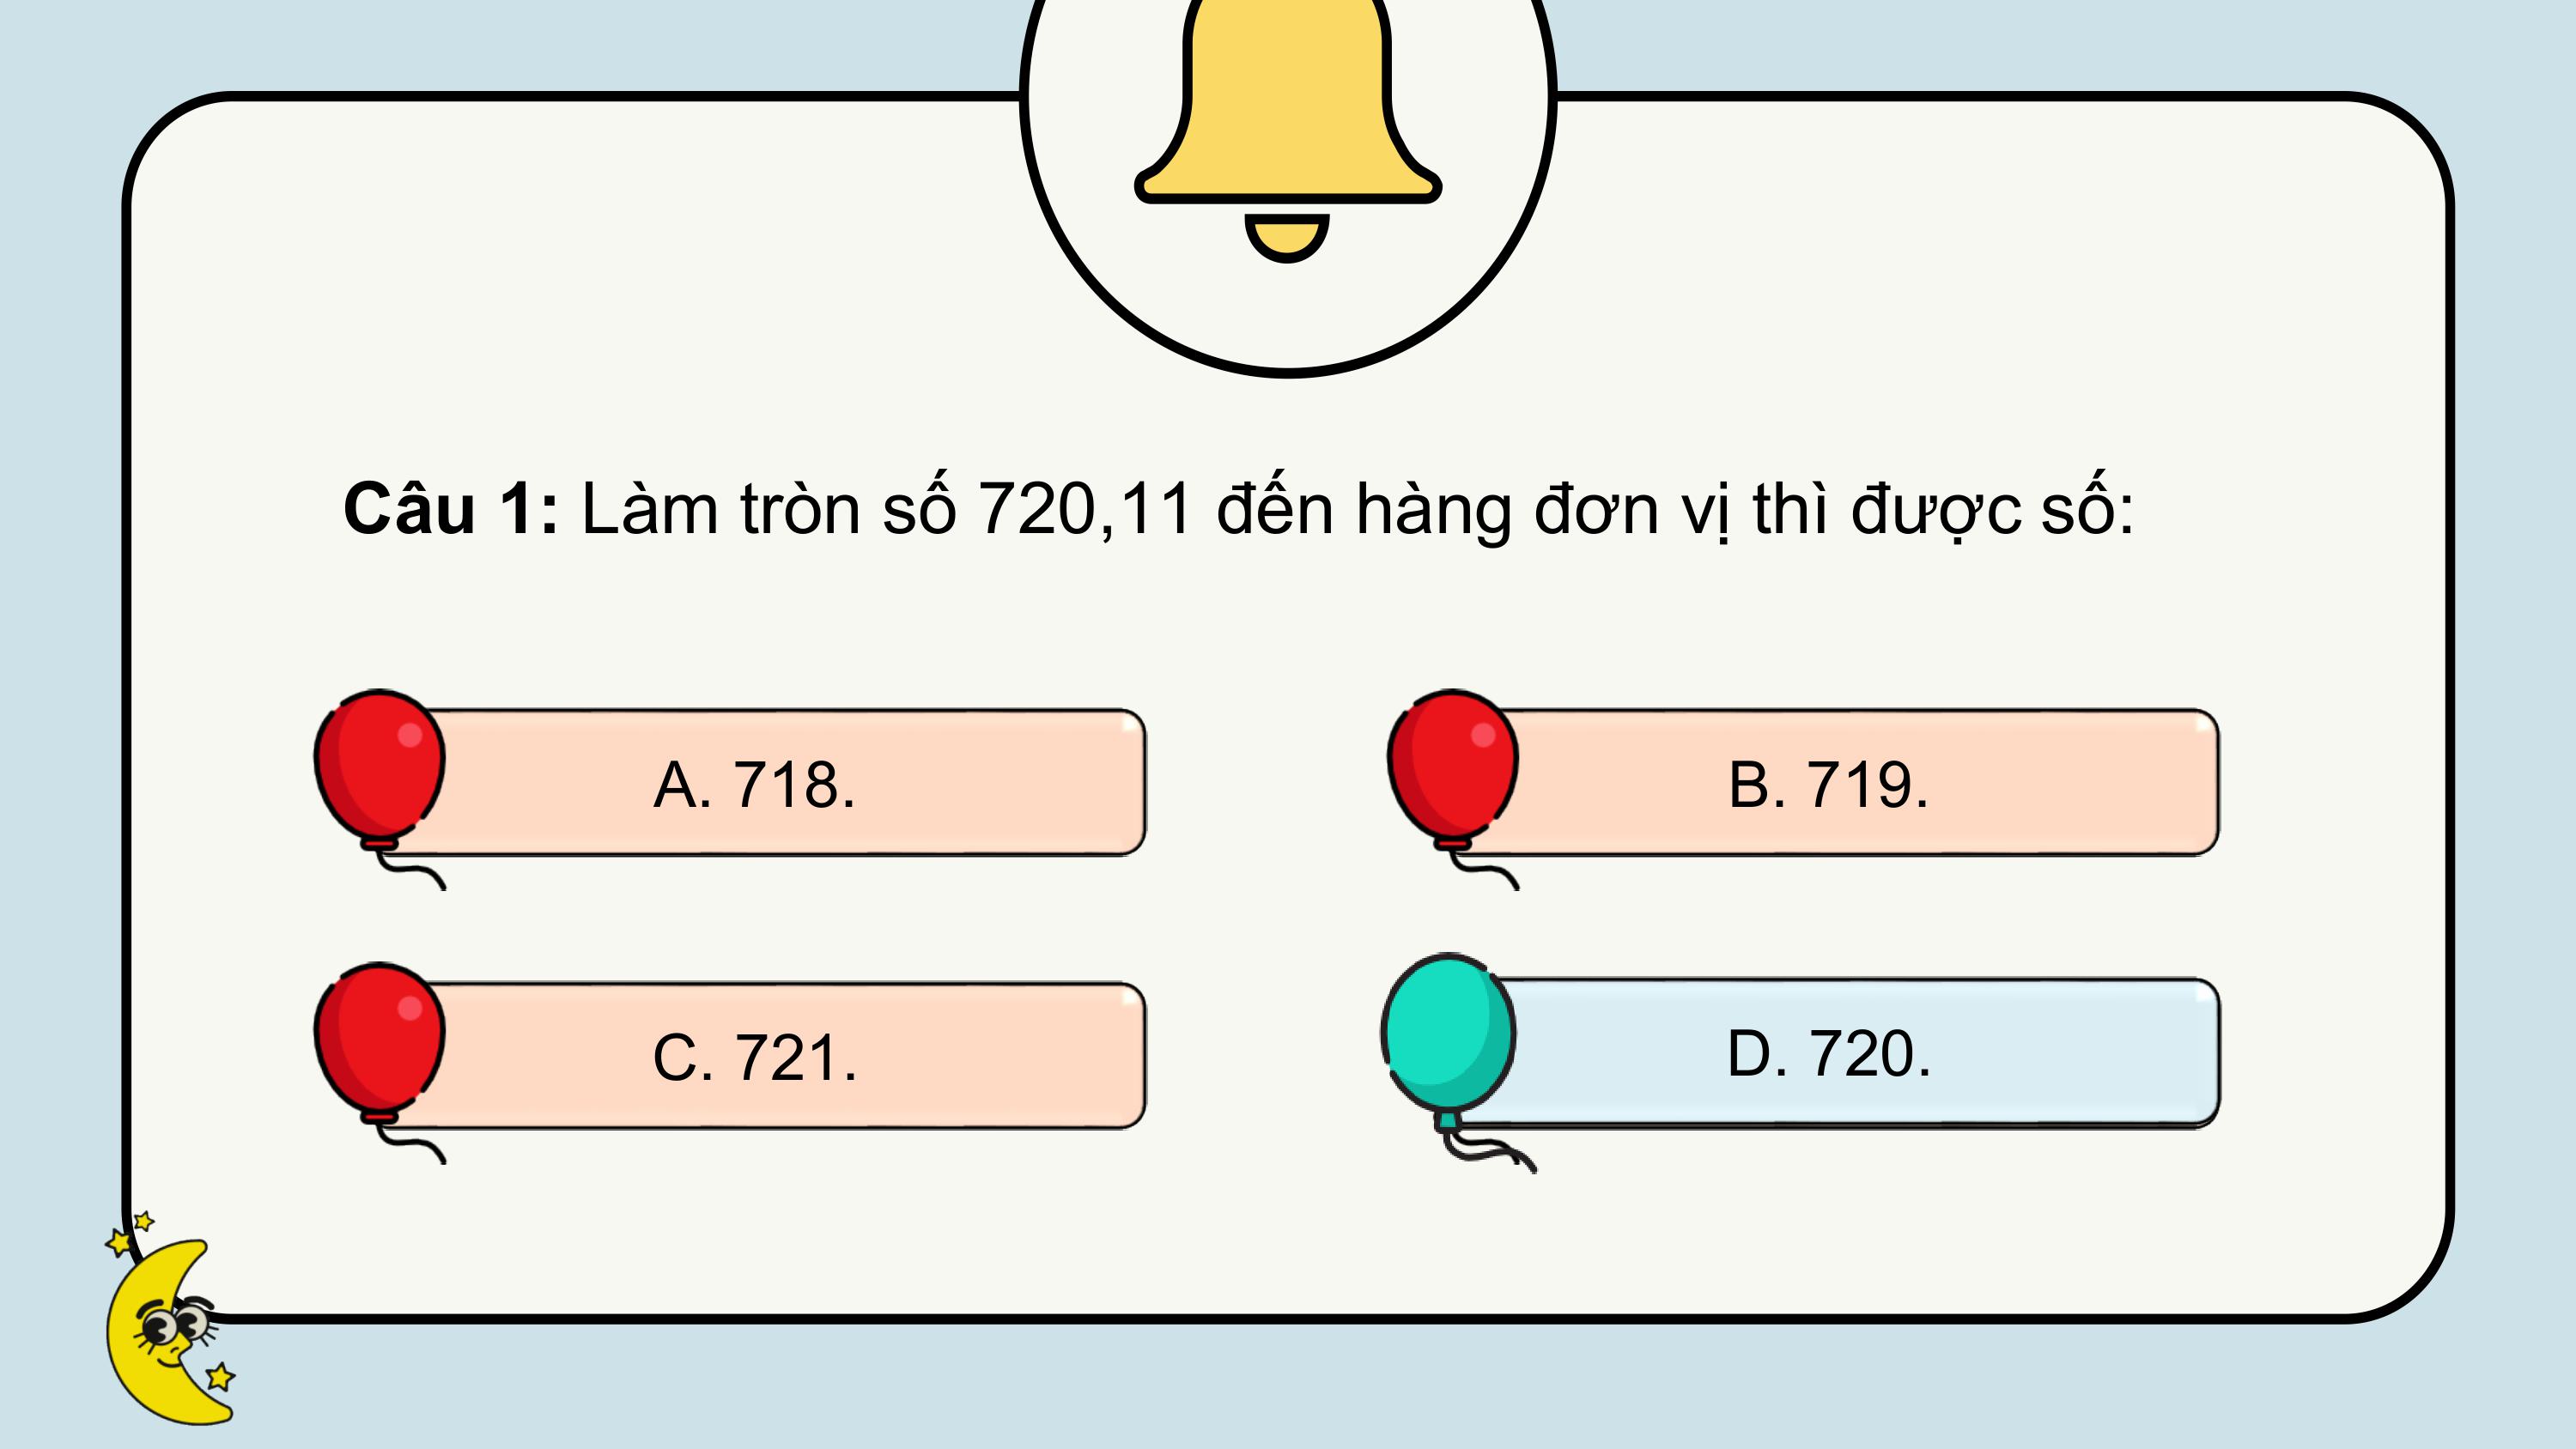 Câu 1: Làm tròn số 720,11 đến hàng đơn vị thì được số:
A. 718.
B. 719.
C. 721.
D. 720.